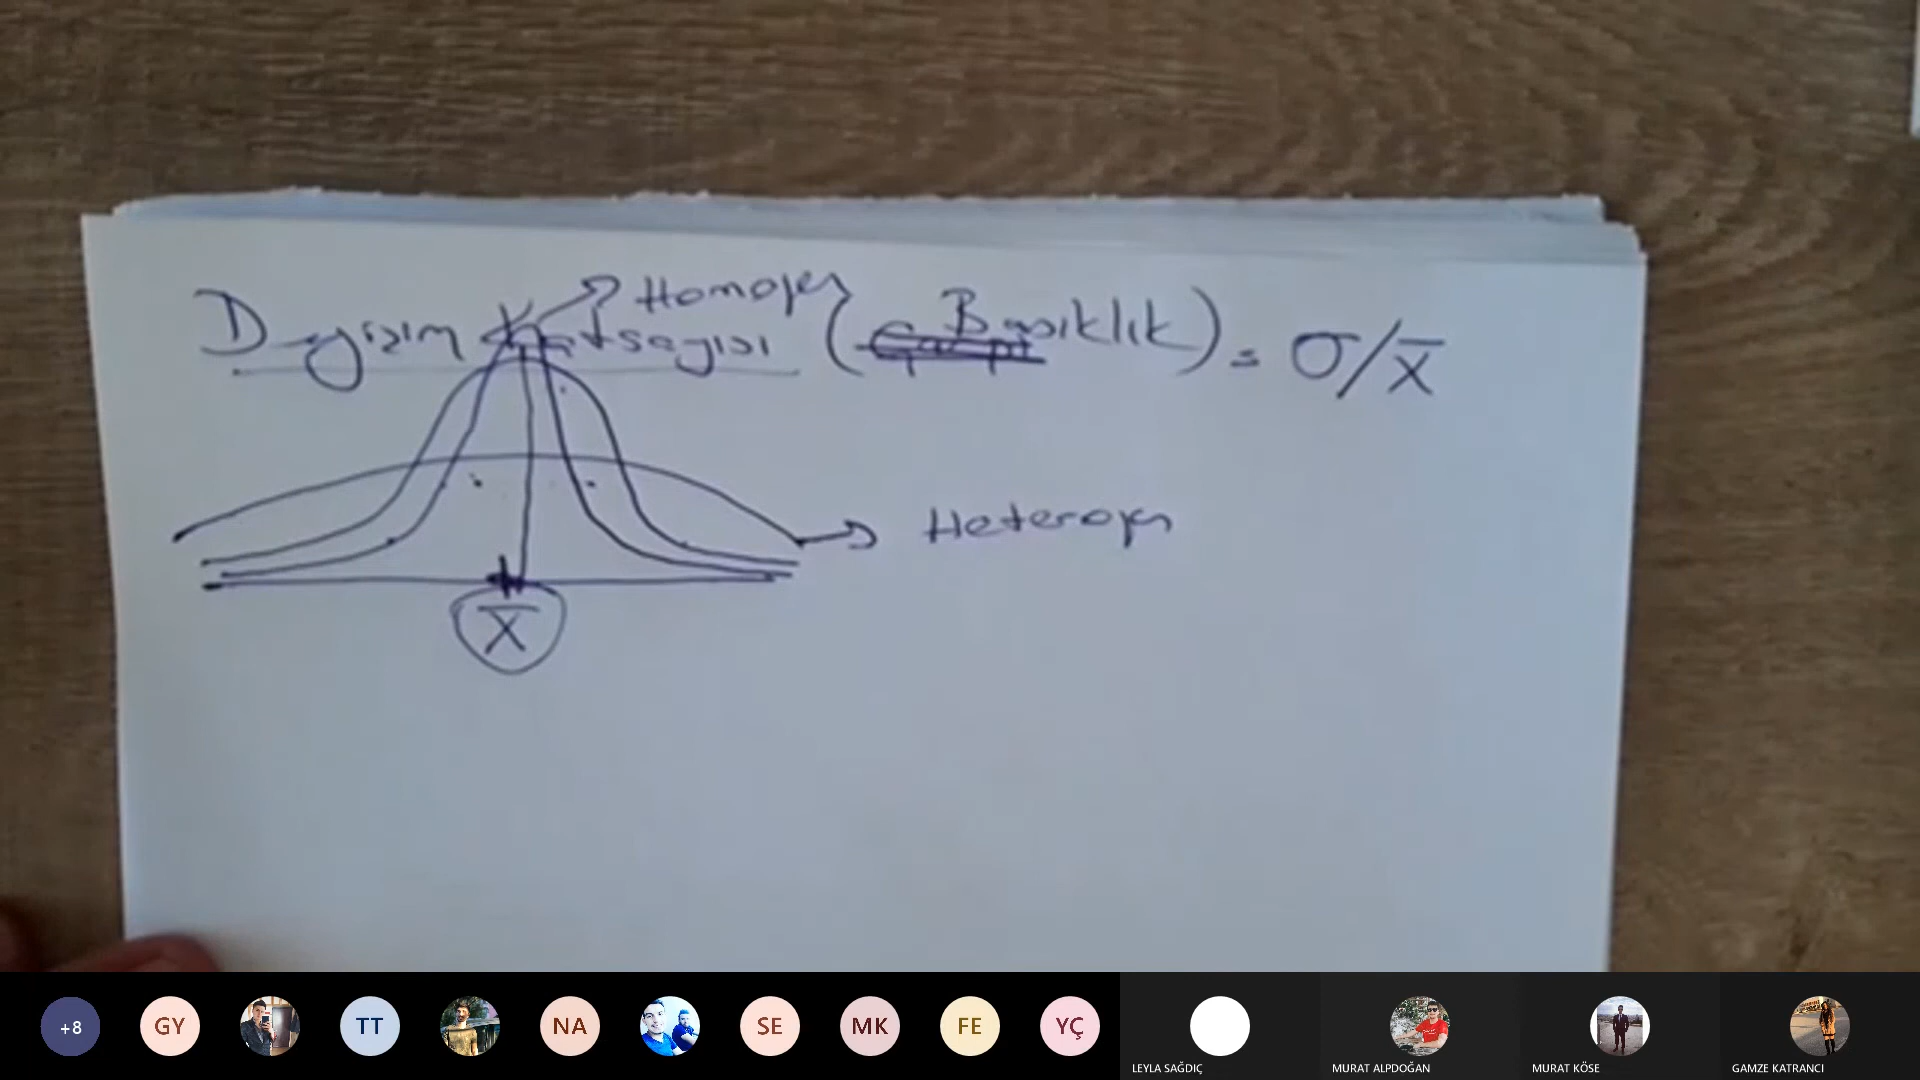 Homojen
Değişim Katsayısı (Çarpı Basıklık) = σ/x̄
Heterojen
x̄
+8 GY TT NA SE MK FE YÇ
LEYLA SAĞDIÇ MURAT ALPDOĞAN MURAT KÖSE GAMZE KATRANCI